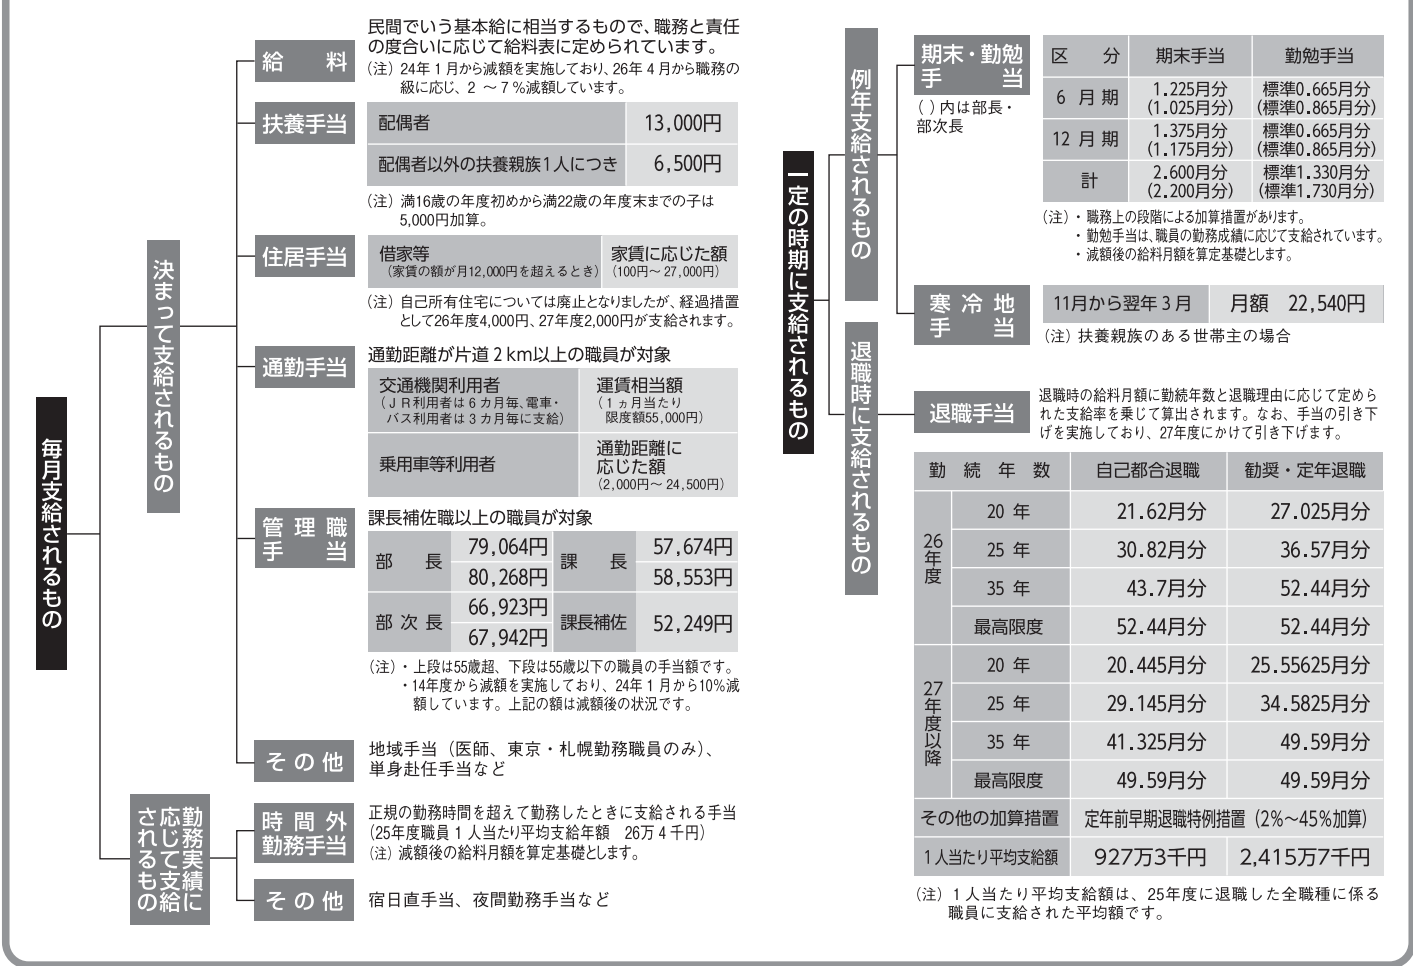 毎月支給されるもの
決まって支給されるもの
給　料
民間でいう基本給に相当するもので、職務と責任
の度合いに応じて給料表に定められています。
(注) 24年1月から減額を実施しており、26年4月から職務の
級に応じ、2 ～7%減額しています。
扶養手当
配偶者 13,000円
配偶者以外の扶養親族1人につき 6,500円
(注) 満16歳の年度初めから満22歳の年度末までの子は
5,000円加算。
住居手当
借家等 家賃に応じた額
(家賃の額が月12,000円を超えるとき) (100円～27,000円)
(注) 自己所有住宅については廃止となりましたが、経過措置
として26年度4,000円、27年度2,000円が支給されます。
通勤手当
通勤距離が片道2km以上の職員が対象
交通機関利用者 運賃相当額
(JR利用者は6カ月毎、電車・ (1ヵ月当たり
バス利用者は3カ月毎に支給) 限度額55,000円)
乗用車等利用者
通勤距離に
応じた額
(2,000円～24,500円)
管理職
手　当
課長補佐職以上の職員が対象
部　長 79,064円 課　長 57,674円
80,268円 58,553円
部次長 66,923円 課長補佐 52,249円
67,942円
(注)・上段は55歳超、下段は55歳以下の職員の手当額です。
・14年度から減額を実施しており、24年1月から10%減
額しています。上記の額は減額後の状況です。
その他
地域手当（医師、東京・札幌勤務職員のみ）、
単身赴任手当など
勤務実績に
応じて支給
されるもの
時間外
勤務手当
正規の勤務時間を超えて勤務したときに支給される手当
(25年度職員1人当たり平均支給年額　26万4千円)
(注) 減額後の給料月額を算定基礎とします。
その他
宿日直手当、夜間勤務手当など
一定の時期に支給されるもの
例年支給されるもの
期末・勤勉
手　当
( )内は部長・
部次長
区　分 期末手当 勤勉手当
6 月期 1.225月分 標準0.665月分
(1.025月分) (標準0.865月分)
12 月期 1.375月分 標準0.665月分
(1.175月分) (標準0.865月分)
計 2.600月分 標準1.330月分
(2.200月分) (標準1.730月分)
(注)・職務上の段階による加算措置があります。
・勤勉手当は、職員の勤務成績に応じて支給されています。
・減額後の給料月額を算定基礎とします。
寒冷地
手　当
11月から翌年3月 月額　22,540円
(注) 扶養親族のある世帯主の場合
退職時に支給されるもの
退職手当
退職時の給料月額に勤続年数と退職理由に応じて定めら
れた支給率を乗じて算出されます。なお、手当の引き下
げを実施しており、27年度にかけて引き下げます。
勤続年数 自己都合退職 勧奨・定年退職
26年度
20 年 21.62月分 27.025月分
25 年 30.82月分 36.57月分
35 年 43.7月分 52.44月分
最高限度 52.44月分 52.44月分
27年度以降
20 年 20.445月分 25.55625月分
25 年 29.145月分 34.5825月分
35 年 41.325月分 49.59月分
最高限度 49.59月分 49.59月分
その他の加算措置 定年前早期退職特例措置（2%～45%加算）
1人当たり平均支給額 927万3千円 2,415万7千円
(注) 1人当たり平均支給額は、25年度に退職した全職種に係る
職員に支給された平均額です。